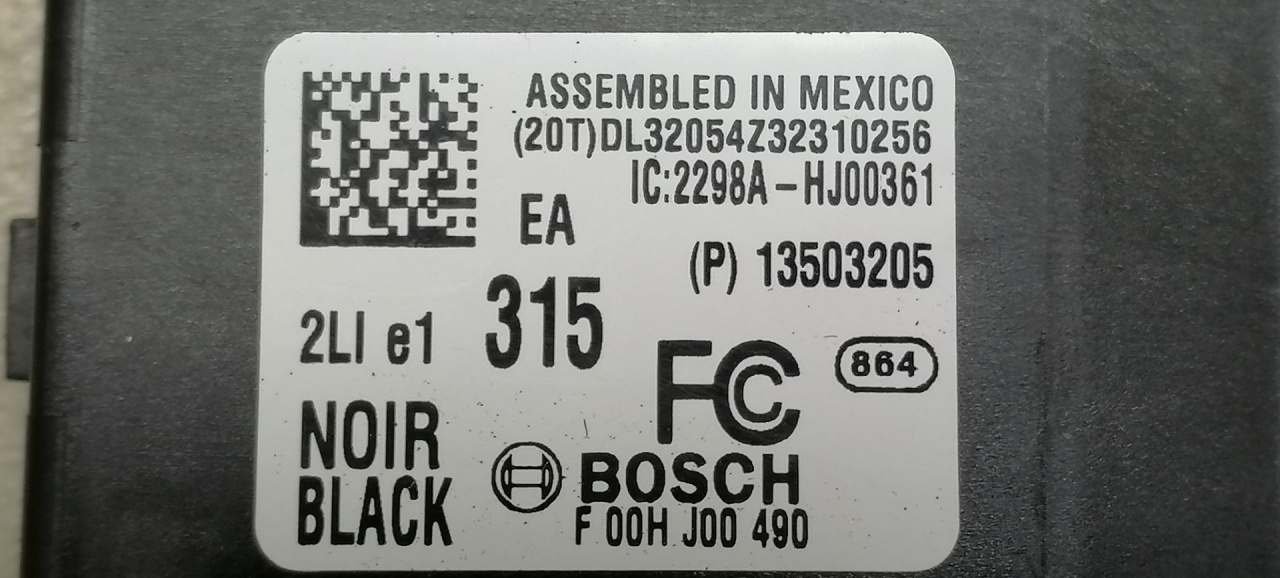 ASSEMBLED IN MEXICO
(20T)DL32054Z32310256
IC:2298A-HJ00361
EA
(P) 13503205
315
2LI e1
FC
864
NOIR
BLACK
BOSCH
F 00H J00 490